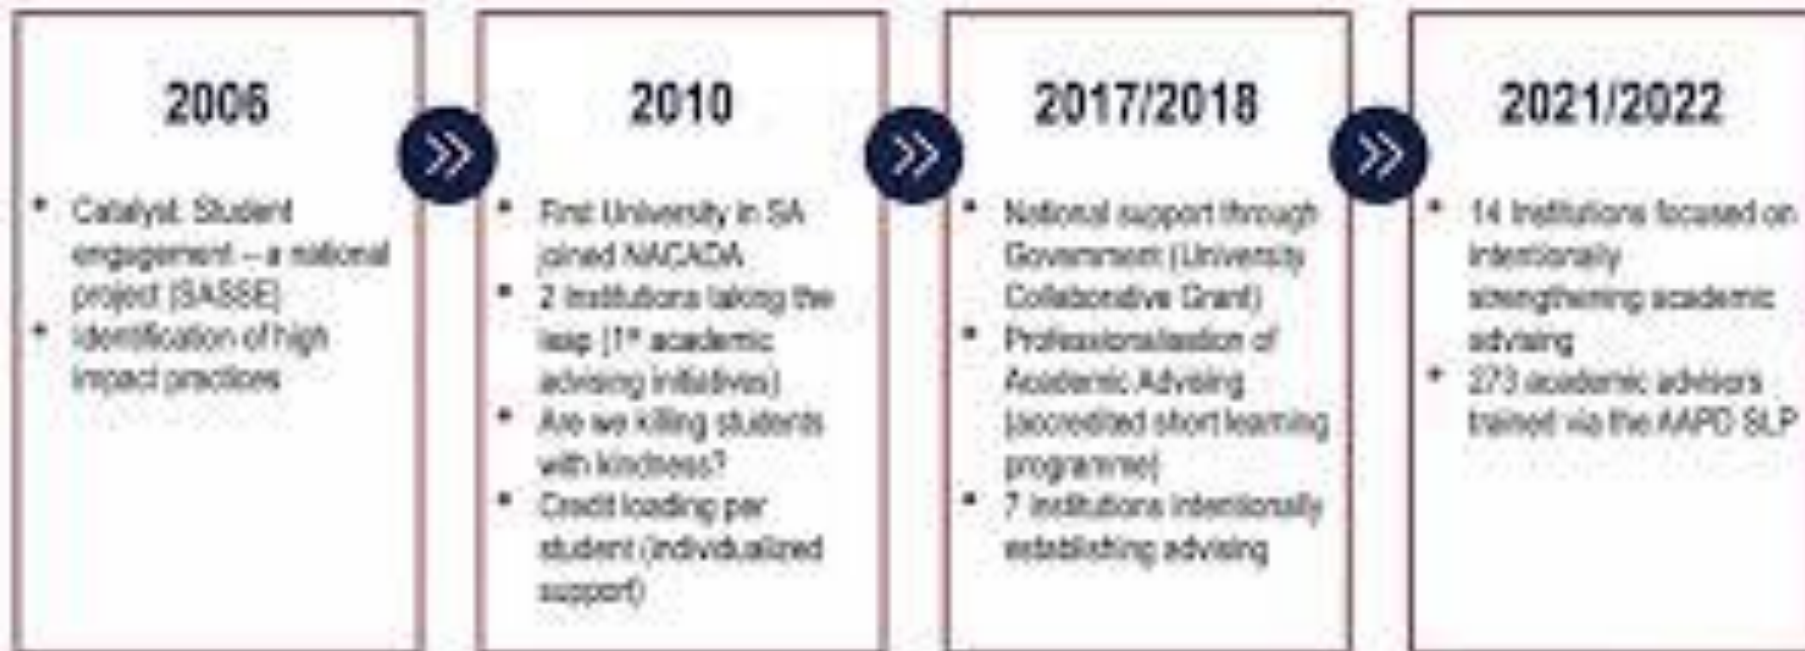 2006
• Catalyst: Student
engagement – a national
project (SASSE)
• Identification of high
impact practices
2010
• First University in SA
joined NACADA
• 2 Institutions taking the
leap (1st academic
advising initiatives)
• Are we killing students
with kindness?
• Credit loading per
student (individualized
support)
2017/2018
• National support through
Government (University
Collaborative Grant)
• Professionalisation of
Academic Advising
(accredited short learning
programme)
• 7 Institutions intentionally
establishing advising
2021/2022
• 14 Institutions focused on
intentionally
strengthening academic
advising
• 273 academic advisors
trained via the AAPD SLP